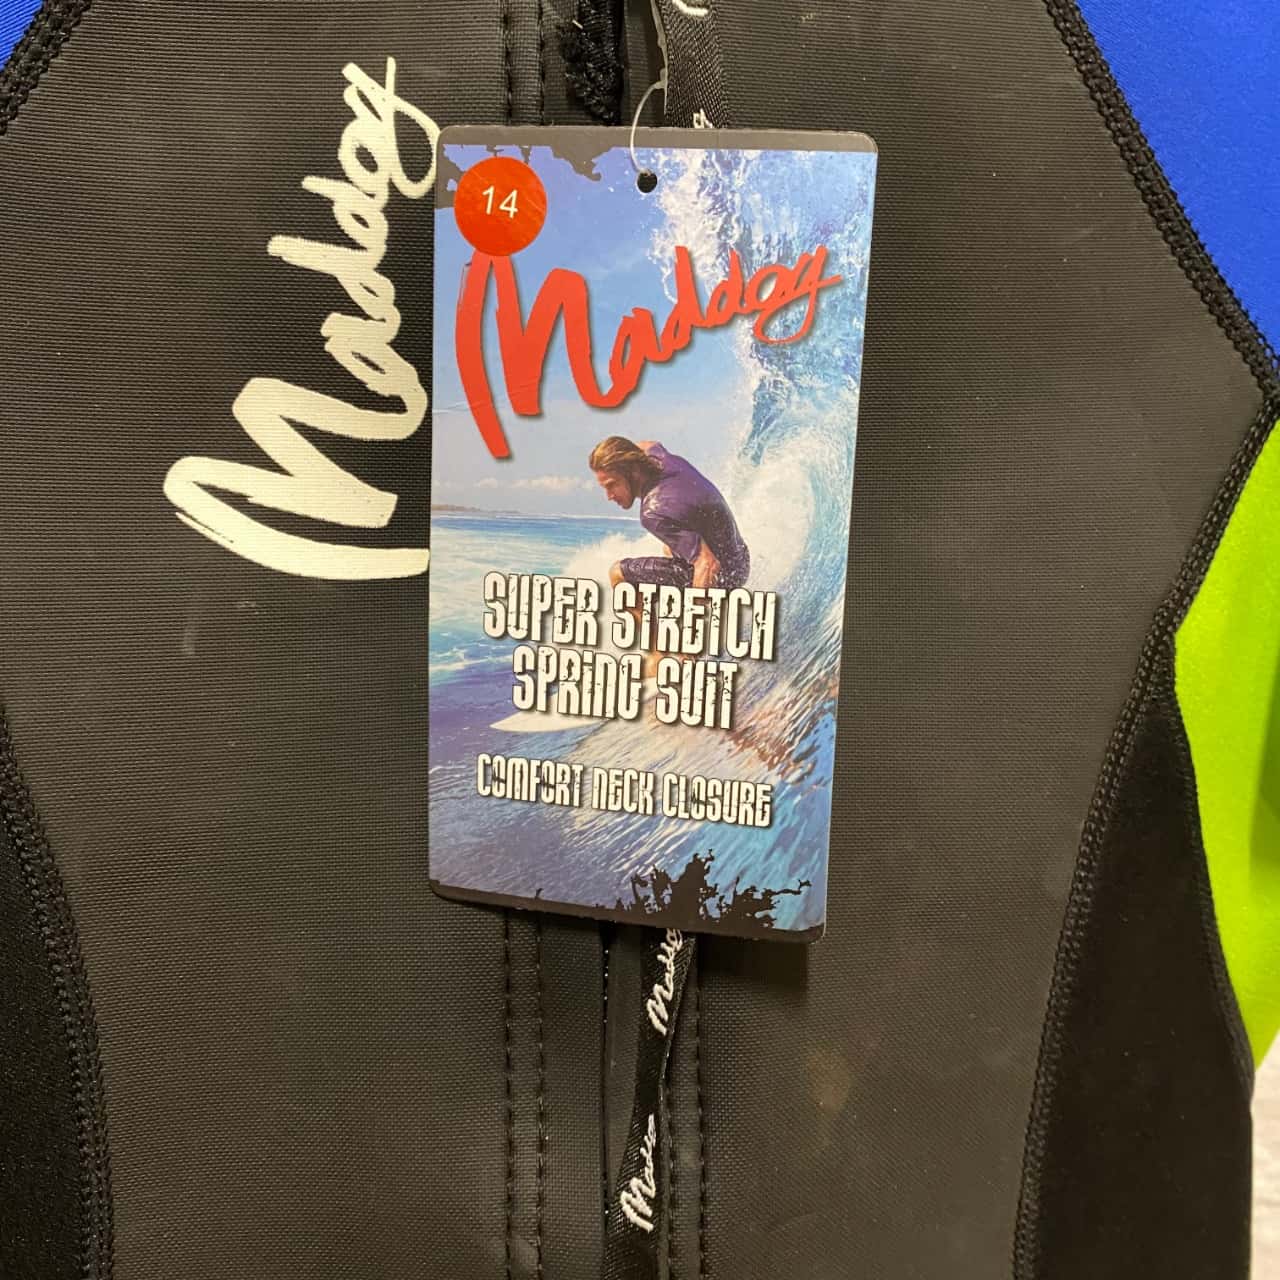 Maddog
14
Maddog
SUPER STRETCH
SPRING SUIT
COMFORT NECK CLOSURE
Maddog
Maddog